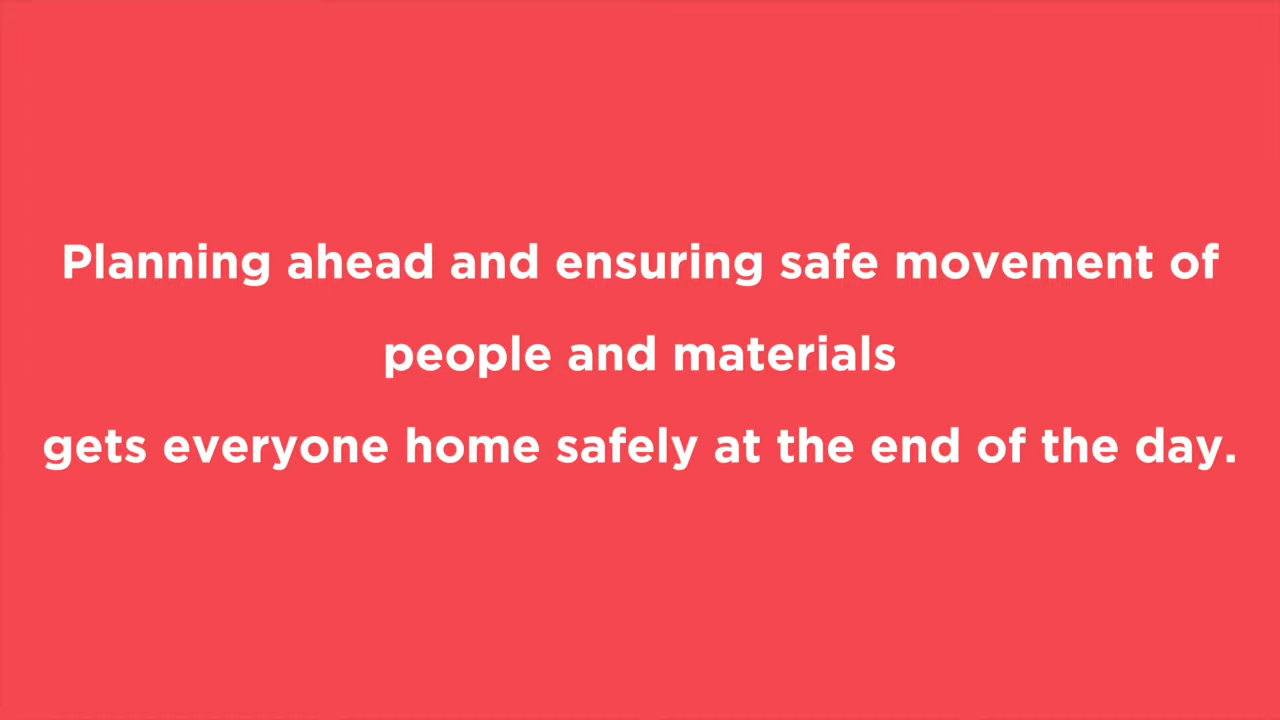 Planning ahead and ensuring safe movement of
people and materials
gets everyone home safely at the end of the day.